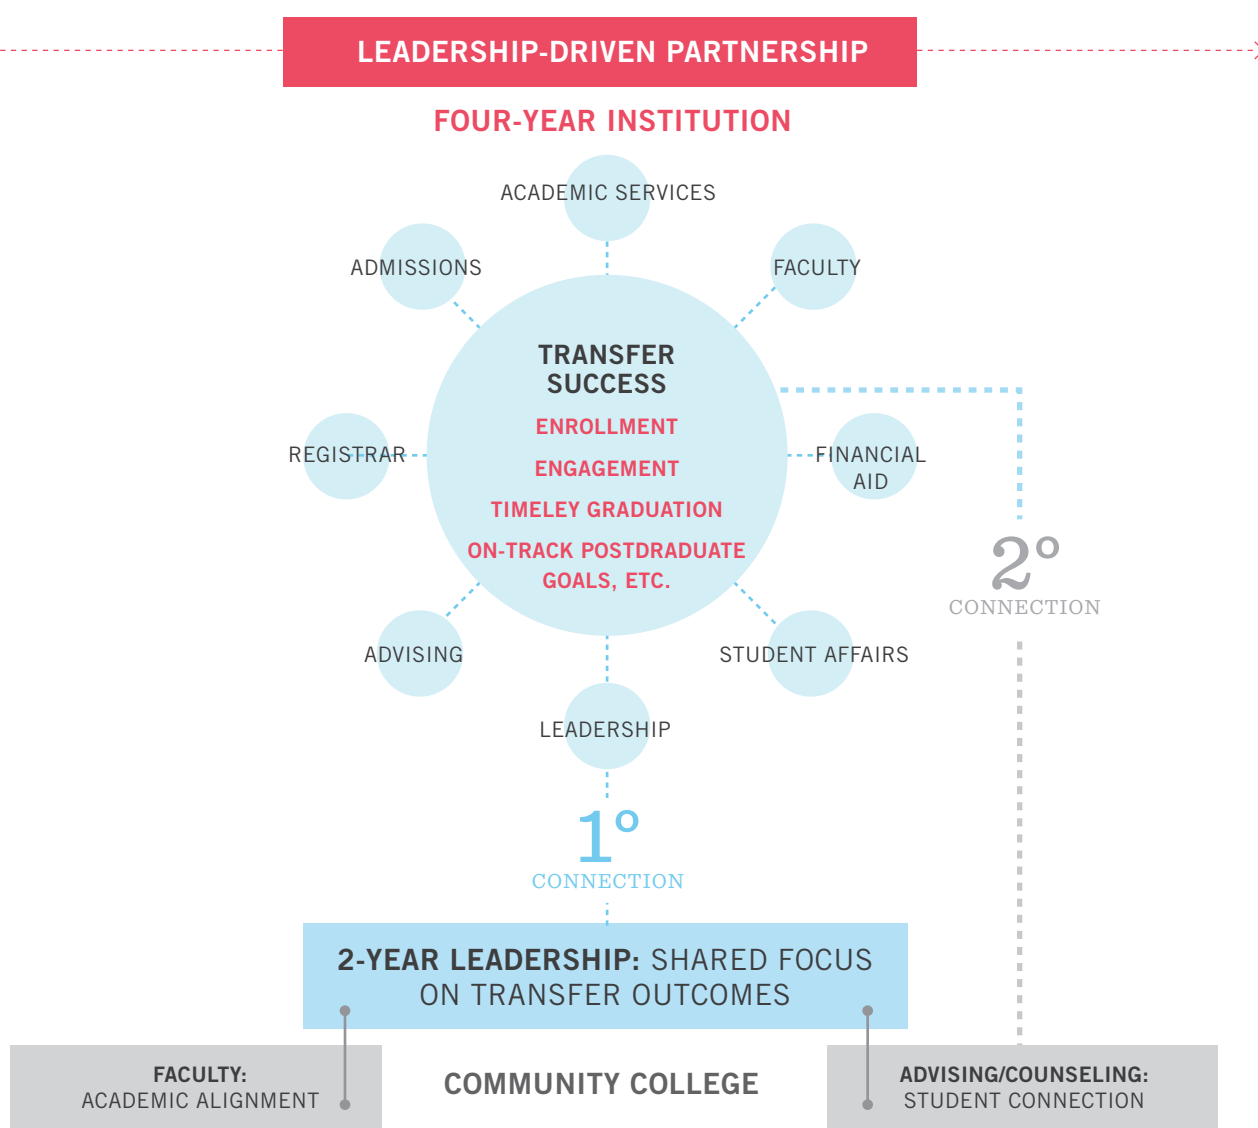 LEADERSHIP-DRIVEN PARTNERSHIP
FOUR-YEAR INSTITUTION
ACADEMIC SERVICES
ADMISSIONS
FACULTY
TRANSFER
SUCCESS
ENROLLMENT
ENGAGEMENT
TIMELEY GRADUATION
ON-TRACK POSTDRADUATE
GOALS, ETC.
REGISTRAR
FINANCIAL
AID
2°
CONNECTION
ADVISING
STUDENT AFFAIRS
LEADERSHIP
1°
CONNECTION
2-YEAR LEADERSHIP: SHARED FOCUS
ON TRANSFER OUTCOMES
FACULTY:
ACADEMIC ALIGNMENT
COMMUNITY COLLEGE
ADVISING/COUNSELING:
STUDENT CONNECTION